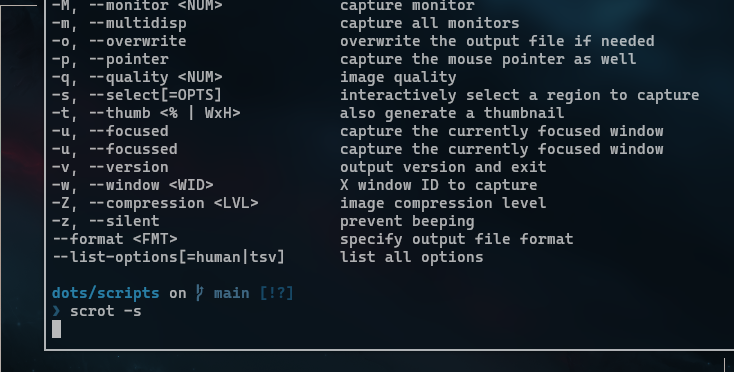 -M, --monitor <NUM> capture monitor
-m, --multidisp capture all monitors
-o, --overwrite overwrite the output file if needed
-p, --pointer capture the mouse pointer as well
-q, --quality <NUM> image quality
-s, --select[=OPTS] interactively select a region to capture
-t, --thumb <% | WxH> also generate a thumbnail
-u, --focused capture the currently focused window
-u, --focussed capture the currently focused window
-v, --version output version and exit
-w, --window <WID> X window ID to capture
-Z, --compression <LVL> image compression level
-z, --silent prevent beeping
--format <FMT> specify output file format
--list-options[=human|tsv] list all options
dots/scripts on main [!?]
❯ scrot -s